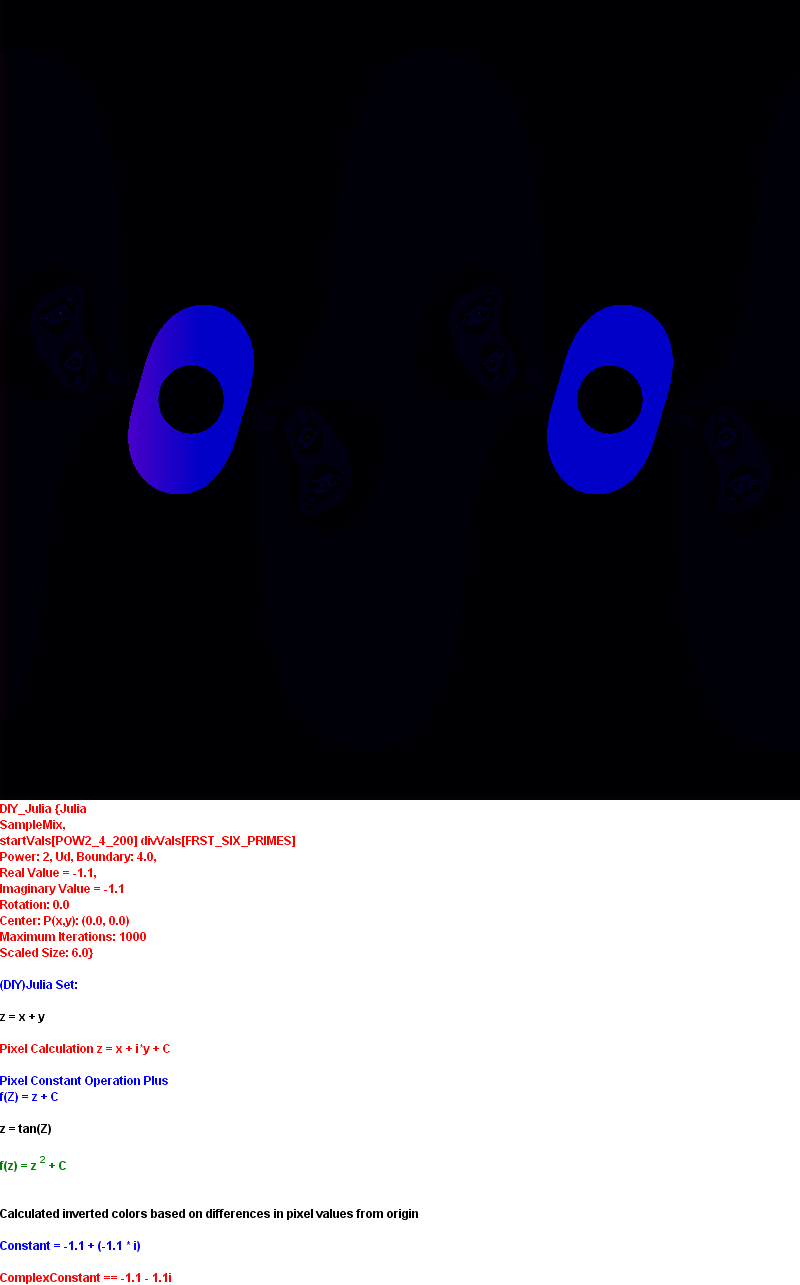 DIY_Julia {Julia
SampleMix,
startVals[POW2_4_200] divVals[FRST_SIX_PRIMES]
Power: 2, Ud, Boundary: 4.0,
Real Value = -1.1,
Imaginary Value = -1.1
Rotation: 0.0
Center: P(x,y): (0.0, 0.0)
Maximum Iterations: 1000
Scaled Size: 6.0}
(DIY)Julia Set:
z = x + y
Pixel Calculation z = x + i*y + C
Pixel Constant Operation Plus
f(Z) = z + C
z = tan(Z)
f(z) = z ² + C
Calculated inverted colors based on differences in pixel values from origin
Constant = -1.1 + (-1.1 * i)
ComplexConstant == -1.1 - 1.1i